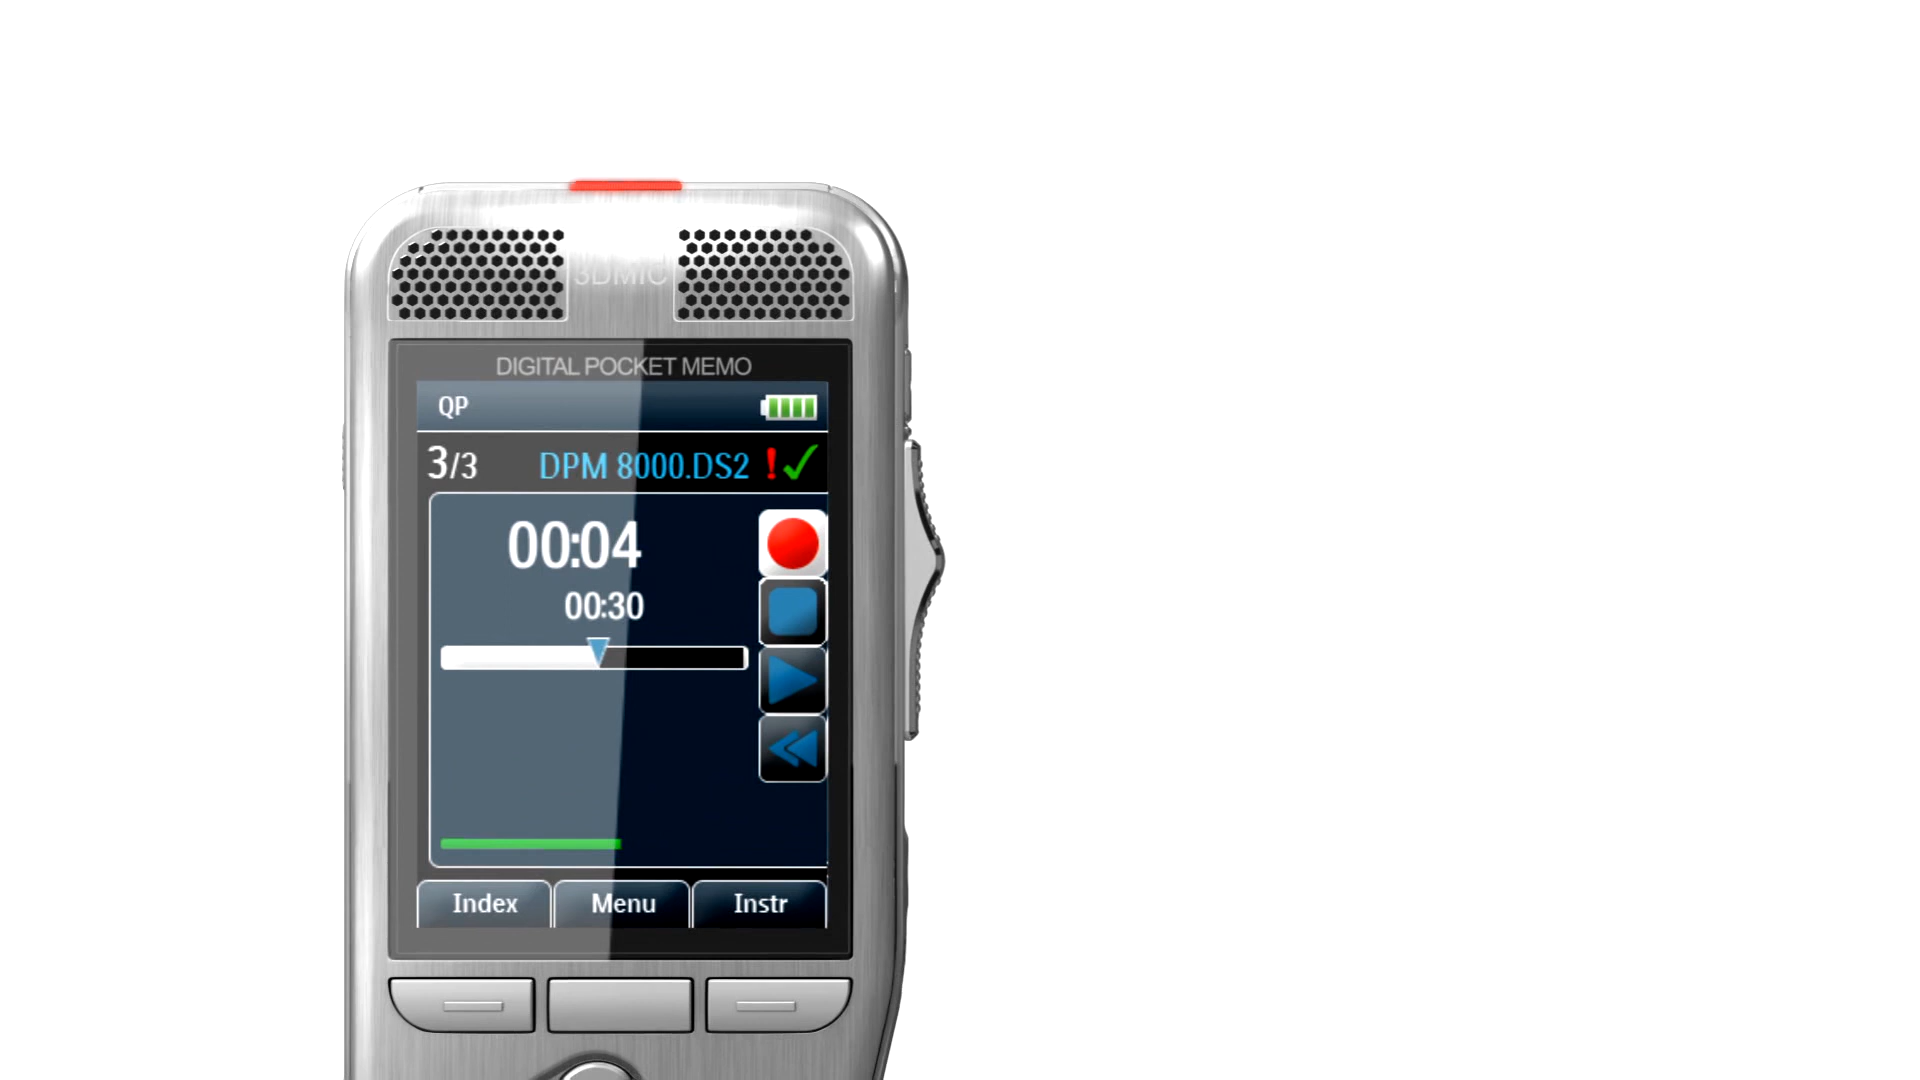 3DMIC
DIGITAL POCKET MEMO
QP
3/3 DPM 8000.DS2 !
00:04
00:30
Index Menu Instr